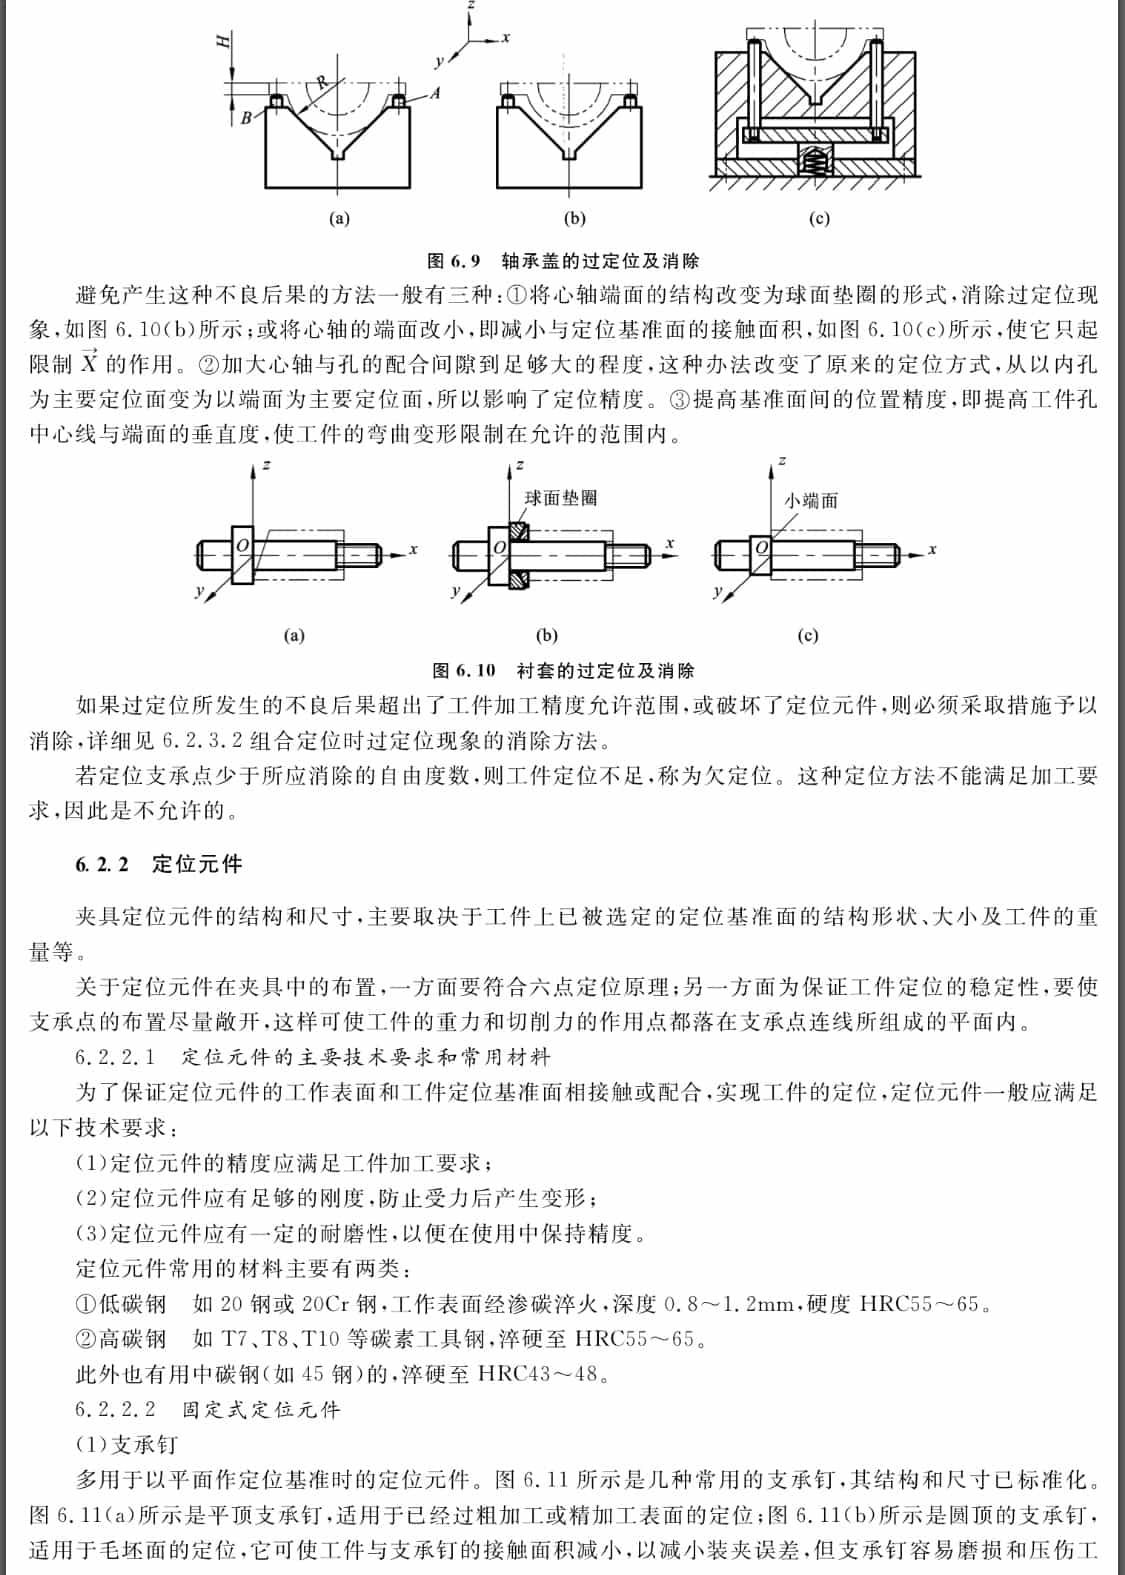 z
x
y
H
R
A
B
(a)
(b)
(c)
图 6.9 轴承盖的过定位及消除
避免产生这种不良后果的方法一般有三种:①将心轴端面的结构改变为球面垫圈的形式,消除过定位现
象,如图 6.10(b)所示;或将心轴的端面改小,即减小与定位基准面的接触面积,如图 6.10(c)所示,使它只起
限制 X⃗ 的作用。②加大心轴与孔的配合间隙到足够大的程度,这种办法改变了原来的定位方式,从以内孔
为主要定位面变为以端面为主要定位面,所以影响了定位精度。③提高基准面间的位置精度,即提高工件孔
中心线与端面的垂直度,使工件的弯曲变形限制在允许的范围内。
z
O
x
y
z
球面垫圈
O
x
y
z
小端面
O
x
y
(a)
(b)
(c)
图 6.10 衬套的过定位及消除
如果过定位所发生的不良后果超出了工件加工精度允许范围,或破坏了定位元件,则必须采取措施予以
消除,详细见 6.2.3.2 组合定位时过定位现象的消除方法。
若定位支承点少于所应消除的自由度数,则工件定位不足,称为欠定位。这种定位方法不能满足加工要
求,因此是不允许的。
6.2.2 定位元件
夹具定位元件的结构和尺寸,主要取决于工件上已被选定的定位基准面的结构形状、大小及工件的重
量等。
关于定位元件在夹具中的布置,一方面要符合六点定位原理;另一方面为保证工件定位的稳定性,要使
支承点的布置尽量敞开,这样可使工件的重力和切削力的作用点都落在支承点连线所组成的平面内。
6.2.2.1 定位元件的主要技术要求和常用材料
为了保证定位元件的工作表面和工件定位基准面相接触或配合,实现工件的定位,定位元件一般应满足
以下技术要求:
(1)定位元件的精度应满足工件加工要求;
(2)定位元件应有足够的刚度,防止受力后产生变形;
(3)定位元件应有一定的耐磨性,以便在使用中保持精度。
定位元件常用的材料主要有两类:
①低碳钢 如 20 钢或 20Cr 钢,工作表面经渗碳淬火,深度 0.8～1.2mm,硬度 HRC55～65。
②高碳钢 如 T7、T8、T10 等碳素工具钢,淬硬至 HRC55～65。
此外也有用中碳钢(如 45 钢)的,淬硬至 HRC43～48。
6.2.2.2 固定式定位元件
(1)支承钉
多用于以平面作定位基准时的定位元件。图 6.11 所示是几种常用的支承钉,其结构和尺寸已标准化。
图 6.11(a)所示是平顶支承钉,适用于已经过粗加工或精加工表面的定位;图 6.11(b)所示是圆顶的支承钉,
适用于毛坯面的定位,它可使工件与支承钉的接触面积减小,以减小装夹误差,但支承钉容易磨损和压伤工